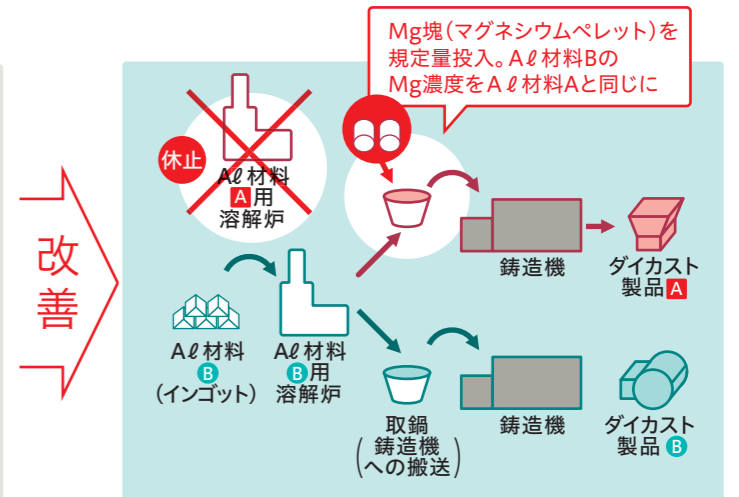 改善
Mg塊(マグネシウムペレット)を
規定量投入。Aℓ材料Bの
Mg濃度をAℓ材料Aと同じに
休止
Aℓ材料
A用
溶解炉
鋳造機
ダイカスト
製品A
Aℓ材料
B
(インゴット)
Aℓ材料
B用
溶解炉
取鍋
(鋳造機
への搬送)
鋳造機
ダイカスト
製品B